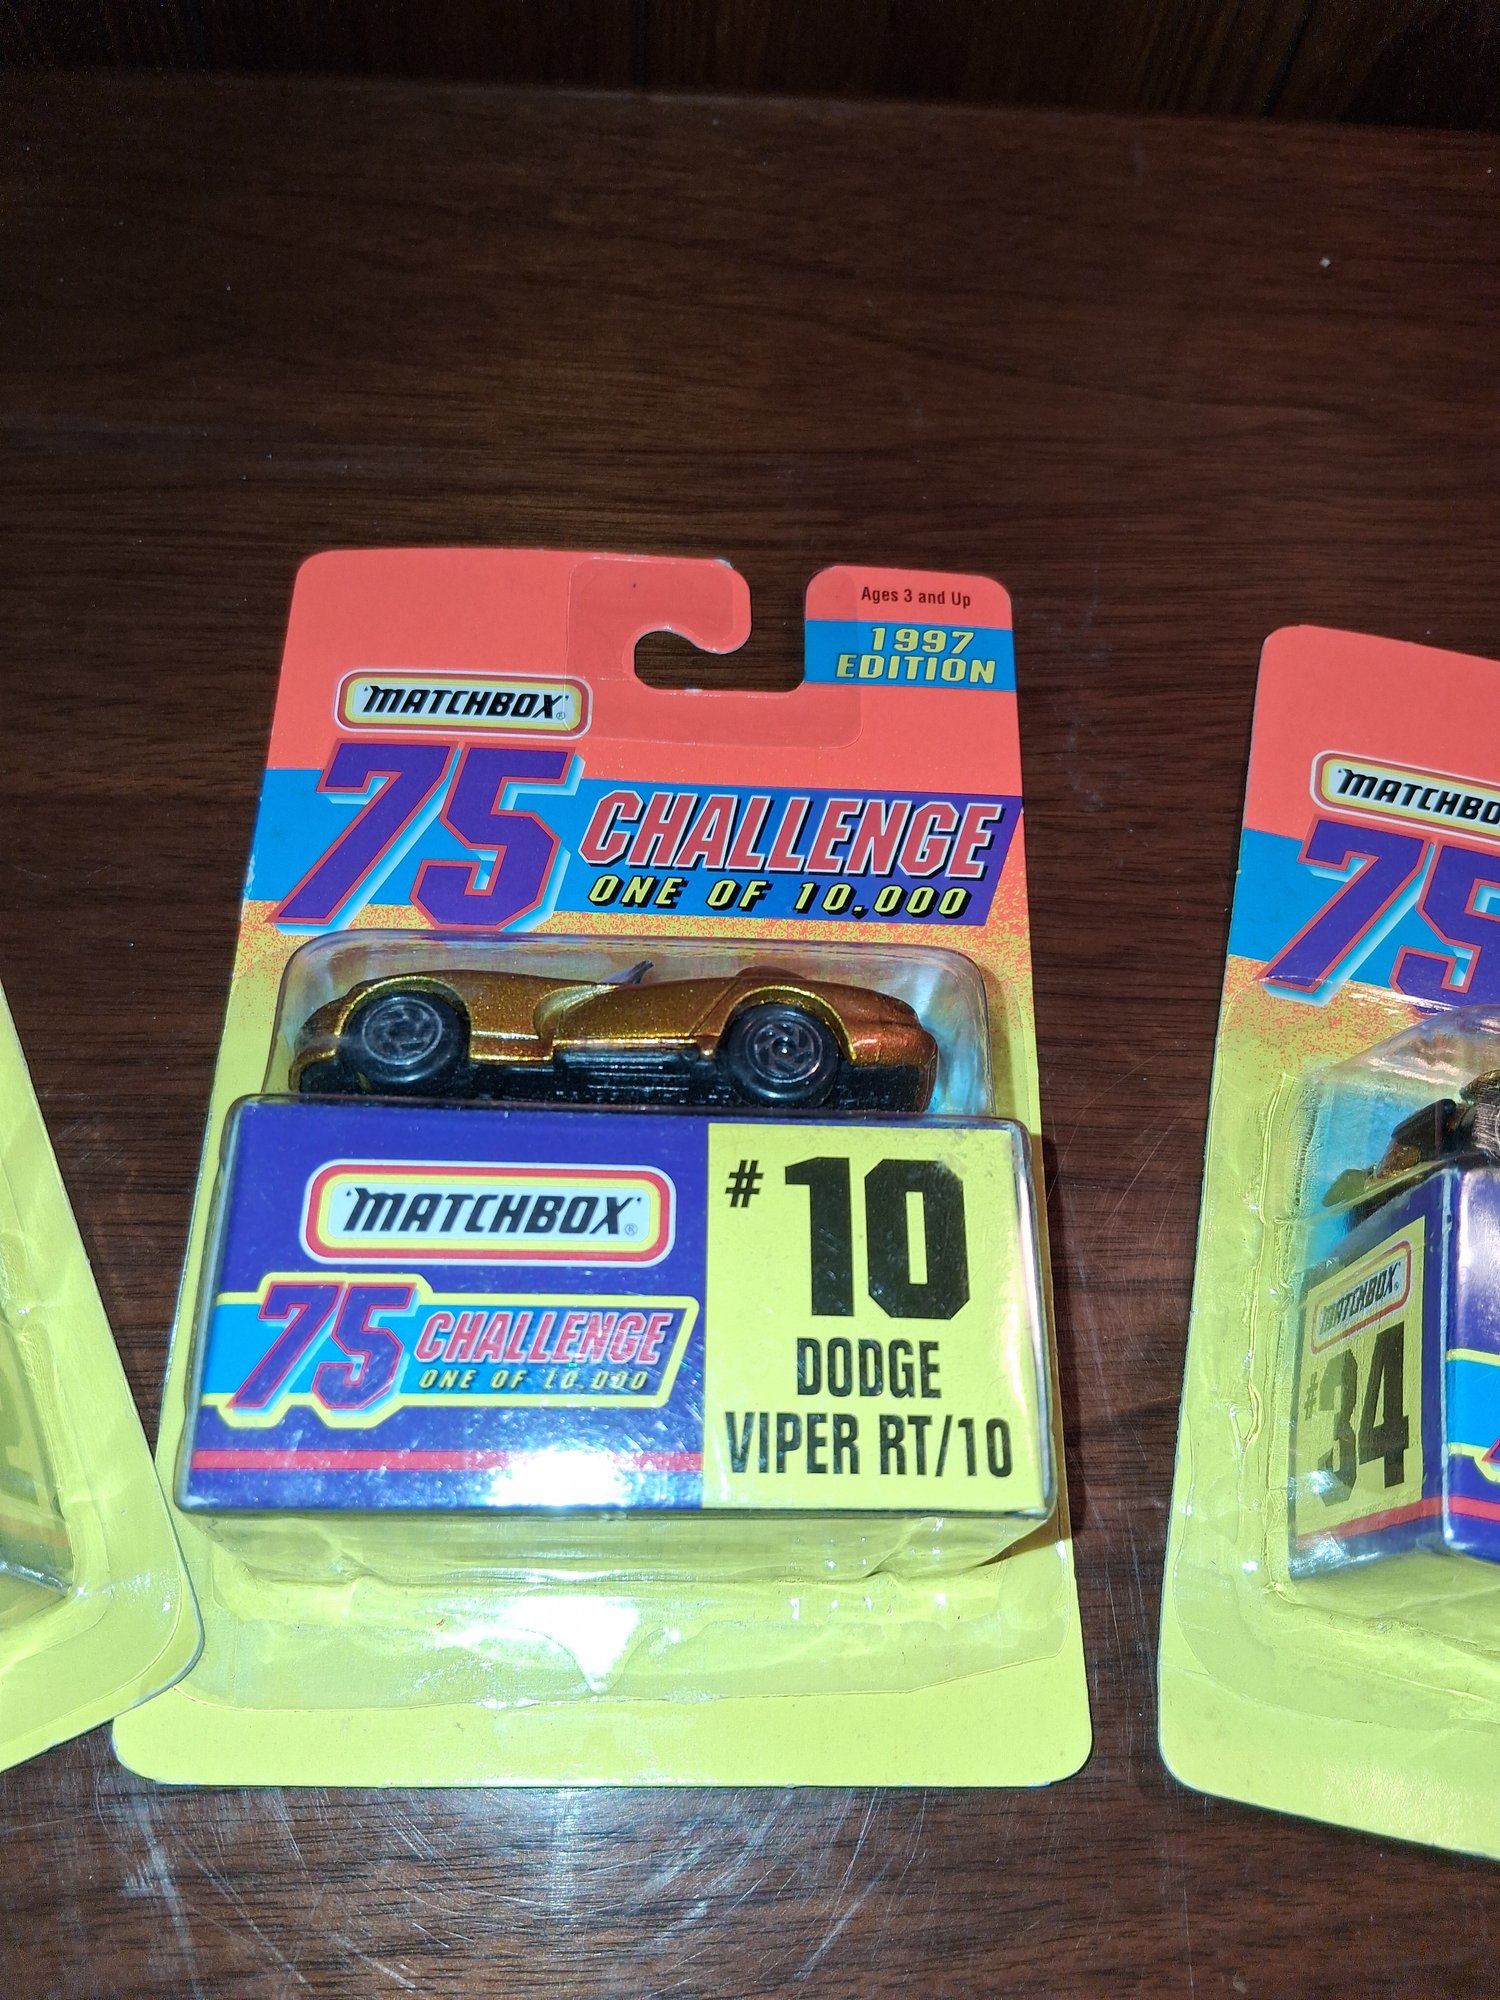 Ages 3 and Up
1997
EDITION
MATCHBOX®
75 CHALLENGE
ONE OF 10,000
MATCHBOX®
75 CHALLENGE
ONE OF 10,000
#10
DODGE
VIPER RT/10
MATCHBO
75
MATCHBOX
#34